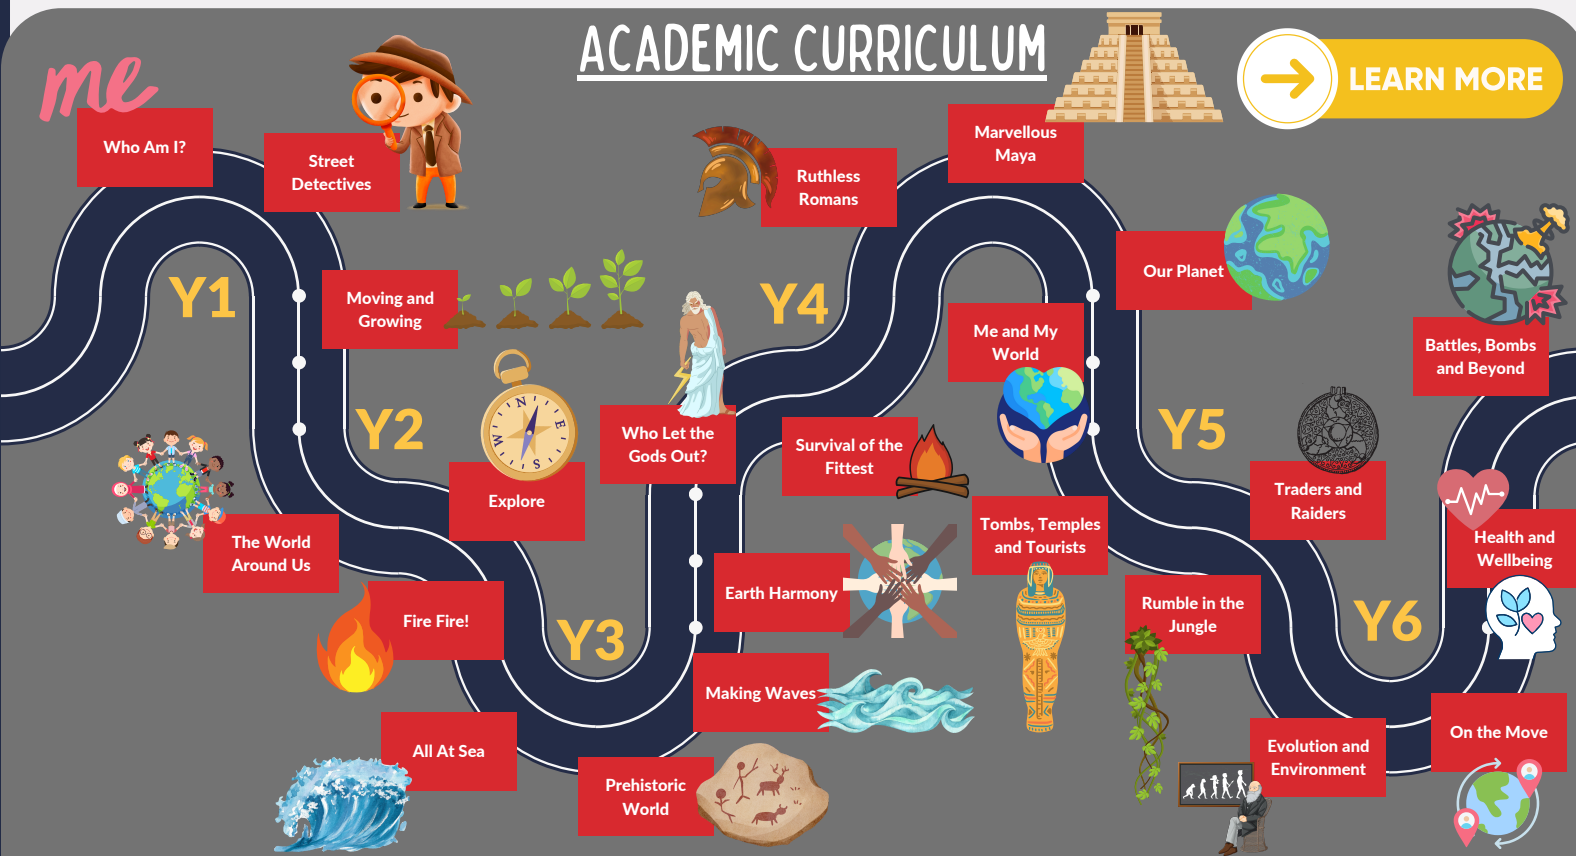 ACADEMIC CURRICULUM
LEARN MORE
me
Who Am I?
Street
Detectives
Y1
Moving and
Growing
Y2
N
E
S
W
Explore
The World
Around Us
Fire Fire!
All At Sea
Y3
Prehistoric
World
Making Waves
Earth Harmony
Who Let the
Gods Out?
Y4
Ruthless
Romans
Survival of the
Fittest
Marvellous
Maya
Me and My
World
Tombs, Temples
and Tourists
Our Planet
Y5
Traders and
Raiders
Rumble in the
Jungle
Evolution and
Environment
Y6
On the Move
Health and
Wellbeing
Battles, Bombs
and Beyond